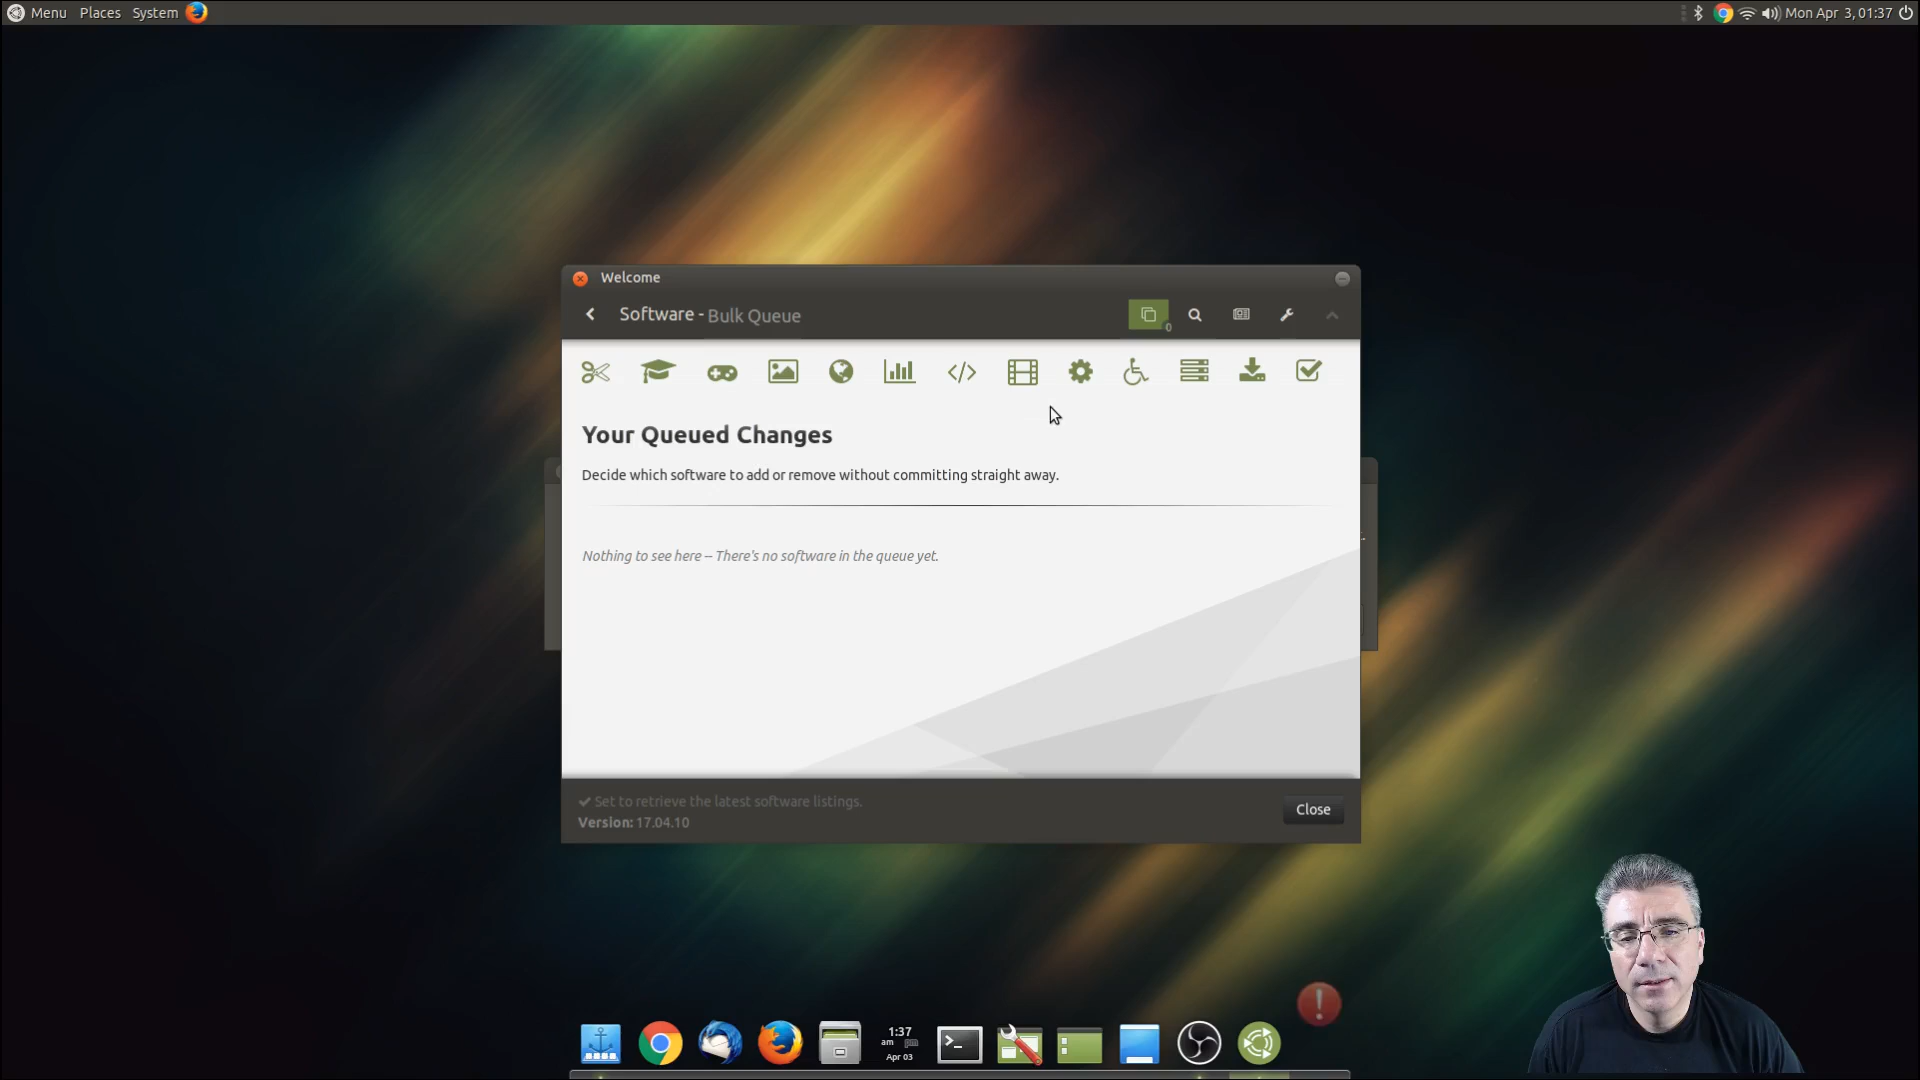 Menu Places System
Mon Apr 3, 01:37
Welcome
Software - Bulk Queue
0
Your Queued Changes
Decide which software to add or remove without committing straight away.
Nothing to see here – There's no software in the queue yet.
Set to retrieve the latest software listings.
Version: 17.04.10
Close
1:37
am pm
Apr 03